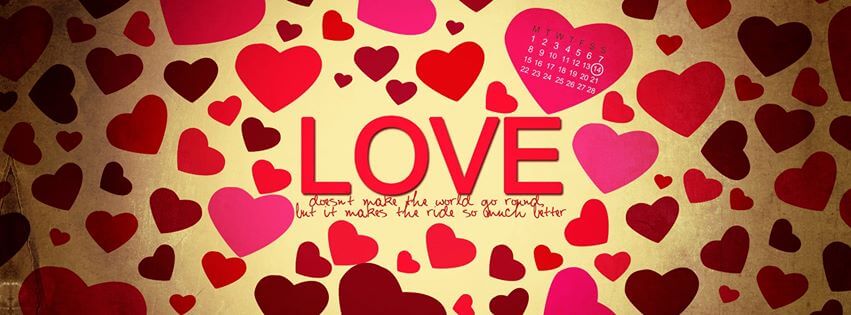 M T W T F S S
1 2 3 4 5 6 7
8 9 10 11 12 13 14
15 16 17 18 19 20 21
22 23 24 25 26 27 28
LOVE
doesn't make the world go round,
but it makes the ride so much better